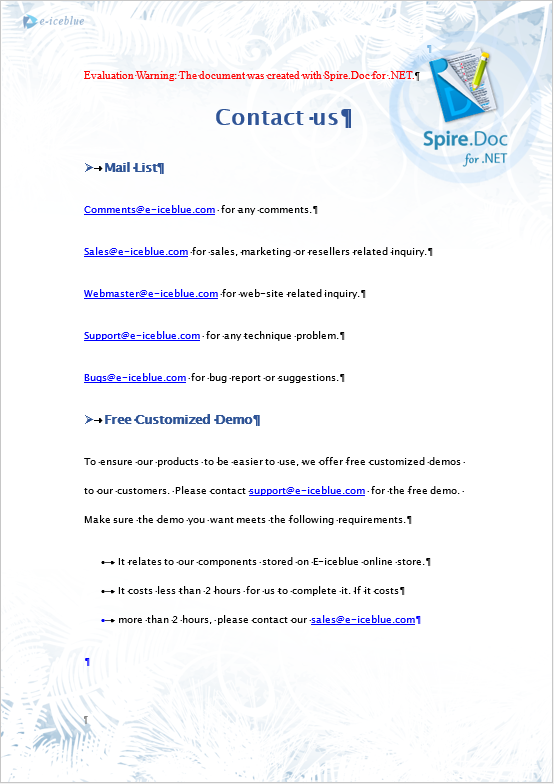 e-iceblue
Evaluation Warning: The document was created with Spire.Doc for .NET.
Spire.Doc
for .NET
Contact us
Mail List
Comments@e-iceblue.com for any comments.
Sales@e-iceblue.com for sales, marketing or resellers related inquiry.
Webmaster@e-iceblue.com for web-site related inquiry.
Support@e-iceblue.com for any technique problem.
Bugs@e-iceblue.com for bug report or suggestions.
Free Customized Demo
To ensure our products to be easier to use, we offer free customized demos
to our customers. Please contact support@e-iceblue.com for the free demo.
Make sure the demo you want meets the following requirements.
It relates to our components stored on E-iceblue online store.
It costs less than 2 hours for us to complete it. If it costs
more than 2 hours, please contact our sales@e-iceblue.com